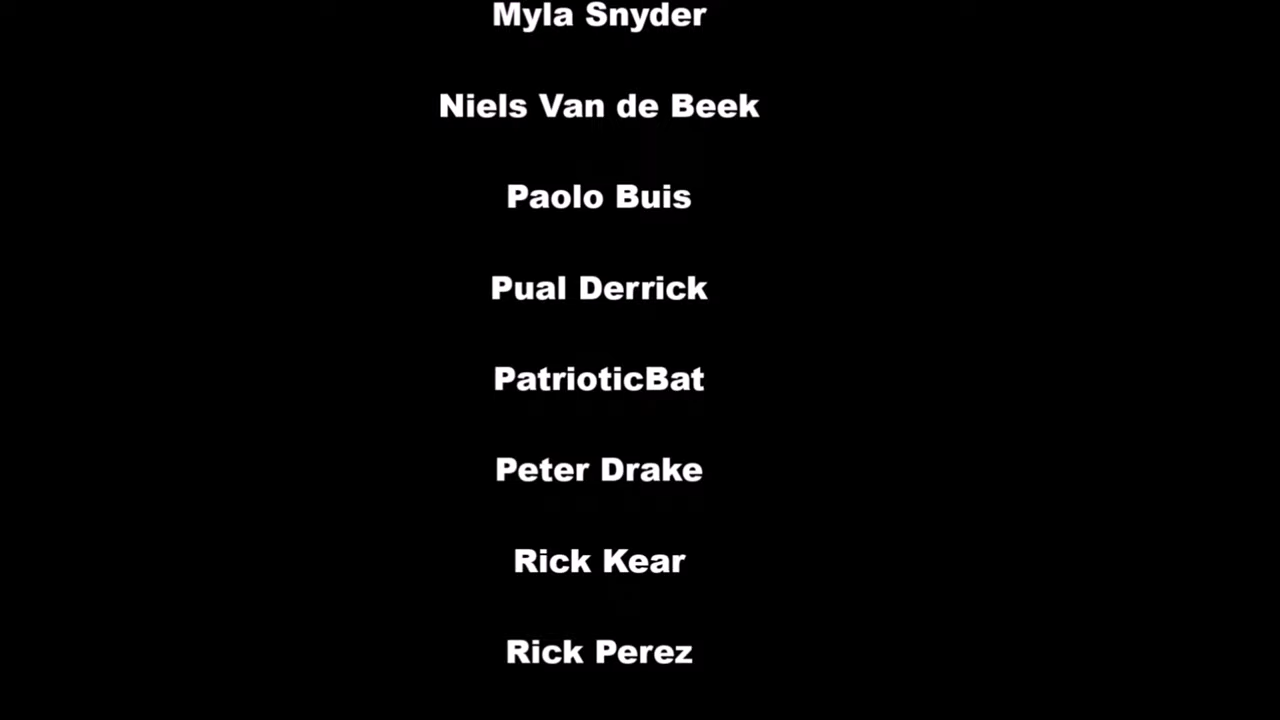 Myla Snyder
Niels Van de Beek
Paolo Buis
Pual Derrick
PatrioticBat
Peter Drake
Rick Kear
Rick Perez